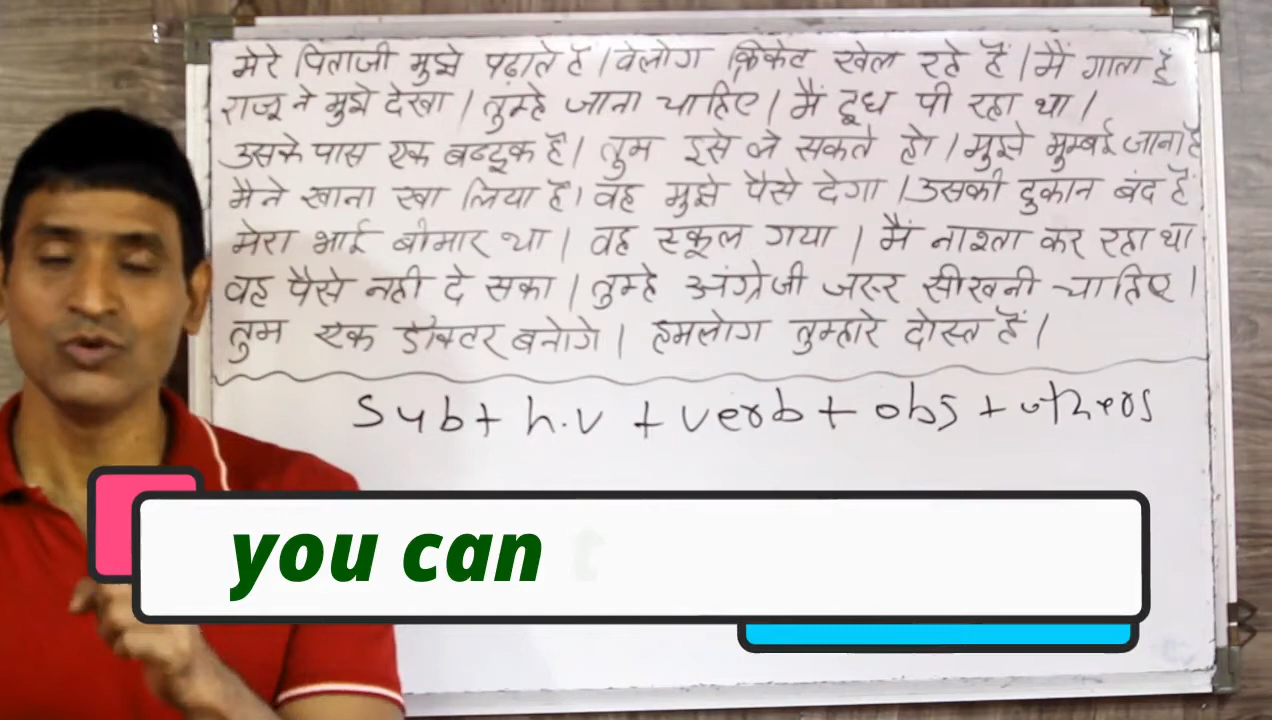 मेरे पिताजी मुझे पढ़ाते हैं । वे लोग क्रिकेट खेल रहे हैं । मैं गाता हूँ
राजू ने मुझे देखा । तुम्हे जाना चाहिए । मैं दूध पी रहा था ।
उसके पास एक बन्दूक है । तुम इसे ले सकते हो । मुझे मुम्बई जाना है
मैने खाना खा लिया है । वह मुझे पैसे देगा । उसकी दुकान बंद है
मेरा भाई बीमार था । वह स्कूल गया । मैं नाश्ता कर रहा था
वह पैसे नही दे सका । तुम्हे अंग्रेजी जरूर सीखनी चाहिए ।
तुम एक डॉक्टर बनोगे । हमलोग तुम्हारे दोस्त हैं ।
sub + h.v + verb + obj + others
you can t